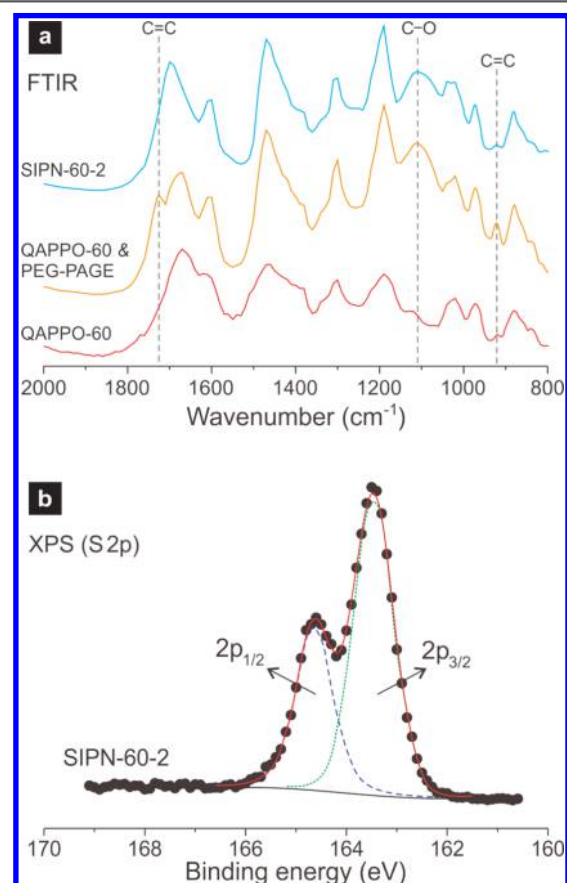 a
C=C
C−O
C=C
FTIR
SIPN-60-2
QAPPO-60 &
PEG-PAGE
QAPPO-60
2000 1800 1600 1400 1200 1000 800
Wavenumber (cm⁻¹)
b
XPS (S 2p)
2p₁/₂
2p₃/₂
SIPN-60-2
170 168 166 164 162 160
Binding energy (eV)